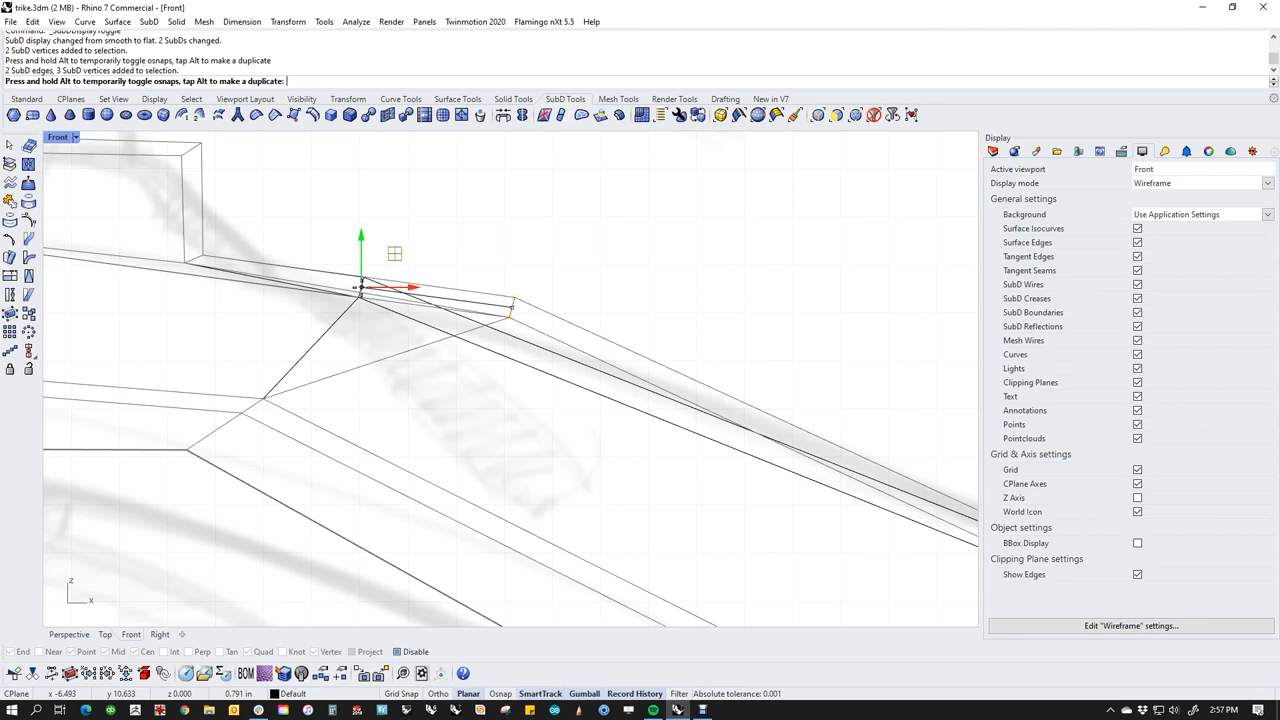 trike.3dm (2 MB) - Rhino 7 Commercial - [Front]
File Edit View Curve Surface SubD Solid Mesh Dimension Transform Tools Analyze Render Panels Twinmotion 2020 Flamingo nXt 5.5 Help
Command: _SubDDisplayToggle
SubD display changed from smooth to flat. 2 SubDs changed.
2 SubD vertices added to selection.
Press and hold Alt to temporarily toggle osnaps, tap Alt to make a duplicate
2 SubD edges, 3 SubD vertices added to selection.
Press and hold Alt to temporarily toggle osnaps, tap Alt to make a duplicate:
Standard CPlanes Set View Display Select Viewport Layout Visibility Transform Curve Tools Surface Tools Solid Tools SubD Tools Mesh Tools Render Tools Drafting New in V7
Front
Display
Active viewport Front
Display mode Wireframe
General settings
Background Use Application Settings
Surface Isocurves
Surface Edges
Tangent Edges
Tangent Seams
SubD Wires
SubD Creases
SubD Boundaries
SubD Reflections
Mesh Wires
Curves
Lights
Clipping Planes
Text
Annotations
Points
Pointclouds
Grid & Axis settings
Grid
CPlane Axes
Z Axis
World Icon
Object settings
BBox Display
Clipping Plane settings
Show Edges
Edit "Wireframe" settings...
z
x
Perspective Top Front Right
End Near Point Mid Cen Int Perp Tan Quad Knot Vertex Project Disable
BOM
CPlane x -6.493 y 10.633 z 0.000 0.791 in Default Grid Snap Ortho Planar Osnap SmartTrack Gumball Record History Filter Absolute tolerance: 0.001
2:57 PM